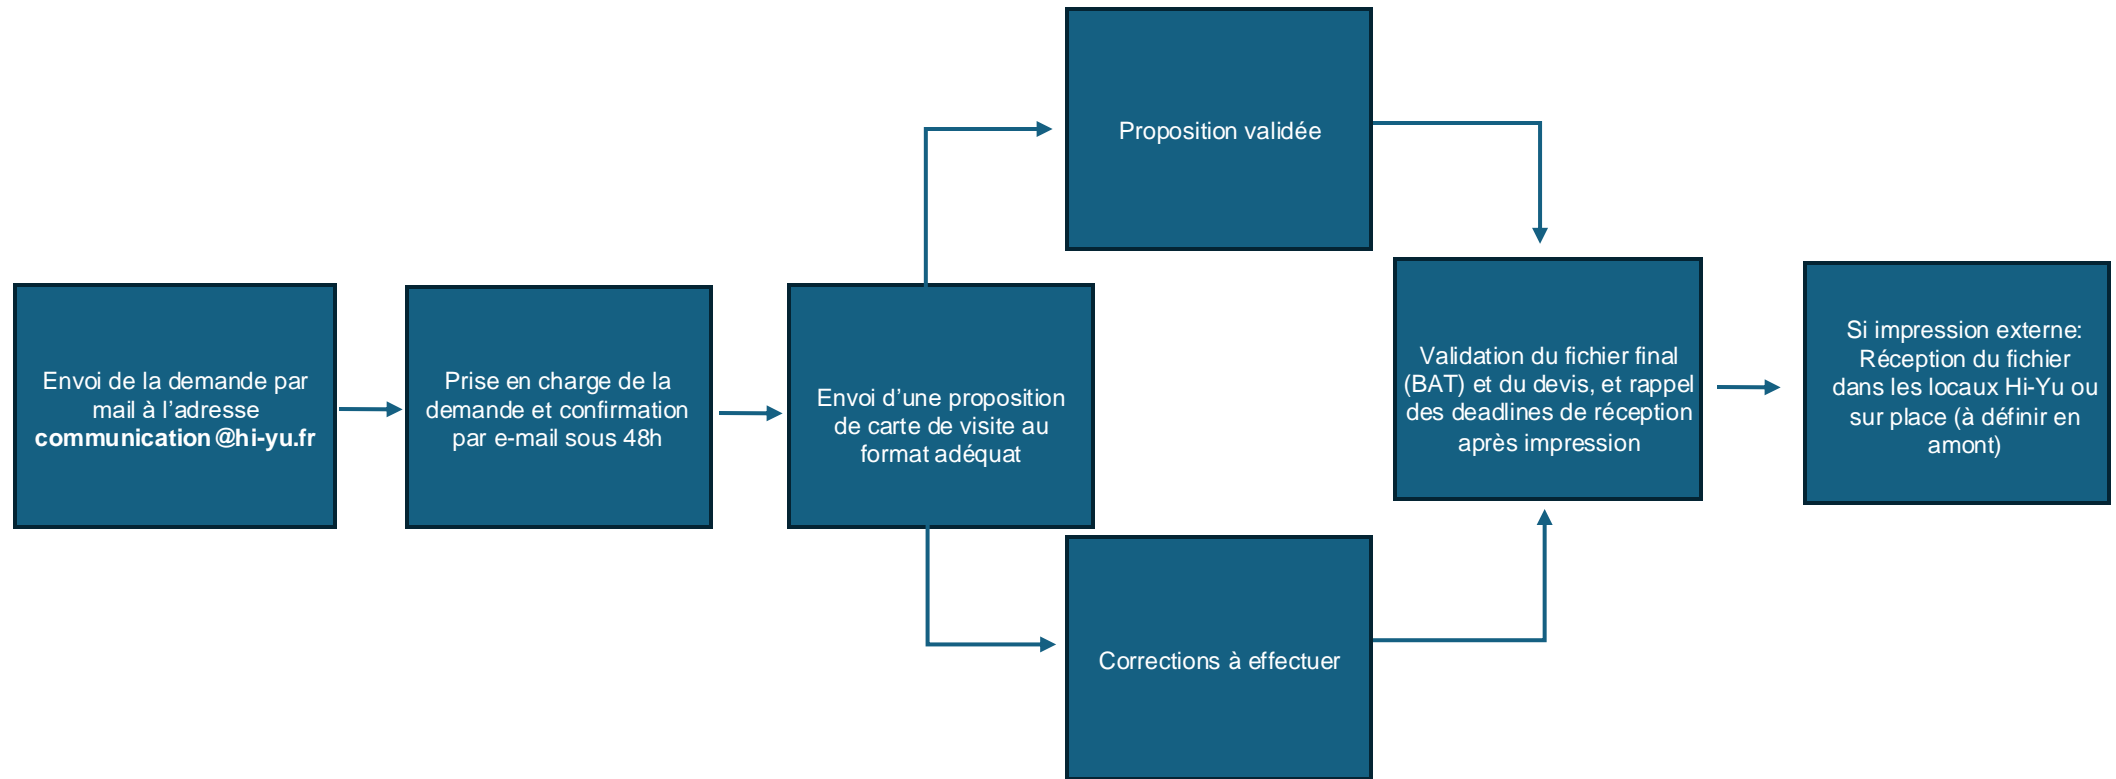 Envoi de la demande par
mail à l’adresse
communication@hi-yu.fr
Prise en charge de la
demande et confirmation
par e-mail sous 48h
Envoi d’une proposition
de carte de visite au
format adéquat
Proposition validée
Corrections à effectuer
Validation du fichier final
(BAT) et du devis, et rappel
des deadlines de réception
après impression
Si impression externe:
Réception du fichier
dans les locaux Hi-Yu ou
sur place (à définir en
amont)